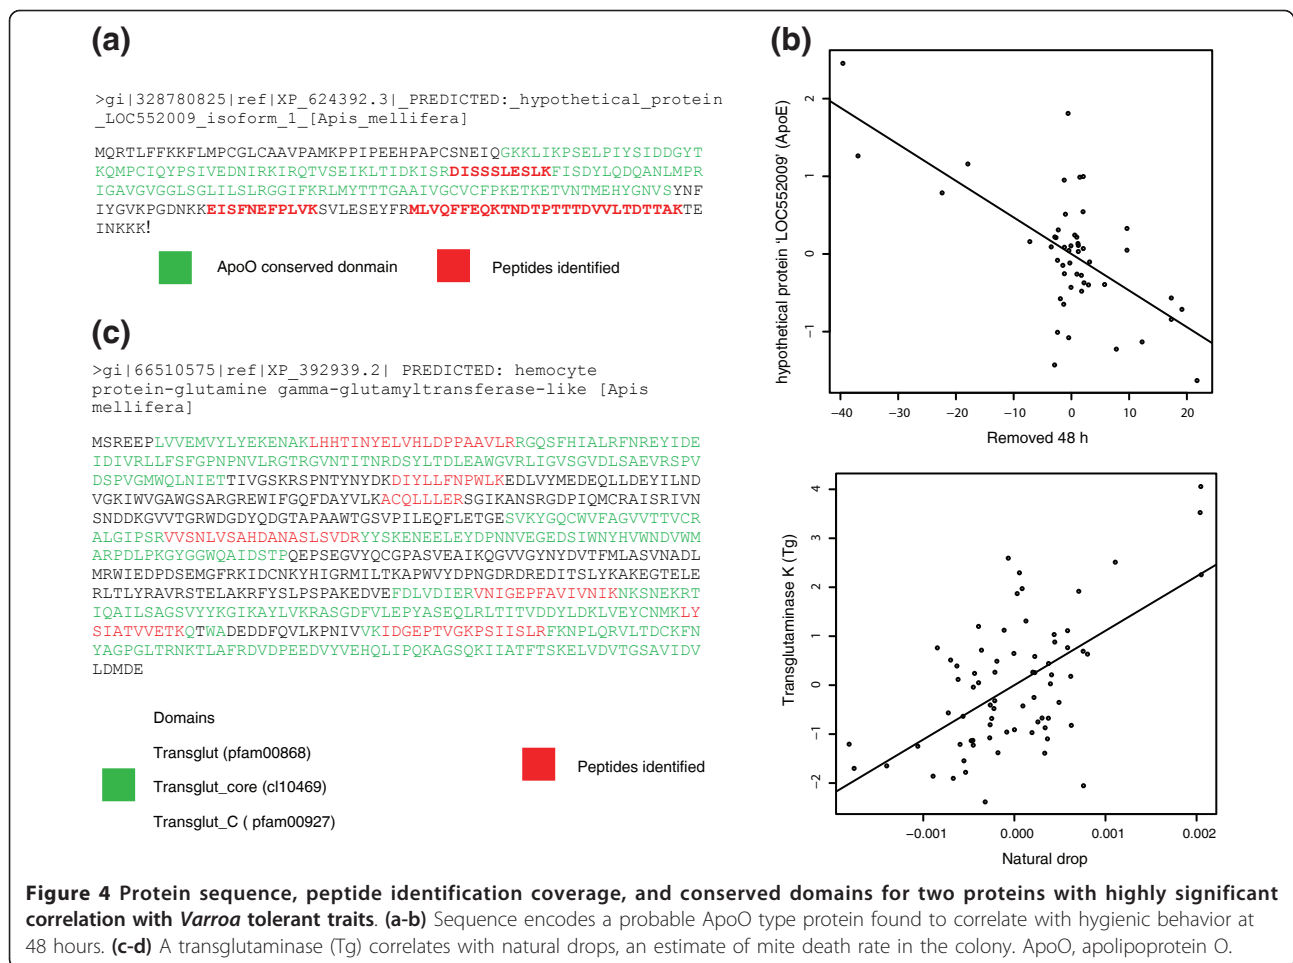 (a)
>gi|328780825|ref|XP_624392.3|_PREDICTED:_hypothetical_protein
_LOC552009_isoform_1_[Apis_mellifera]
MQRTLFFKKFLMPCGLCAAVPAMKPPIPEEHPAPCSNEIQGKKLIKPSELPIYSIDDGYT
KQMPCIQYPSIVEDNIRKIRQTVSEIKLTIDKISRDISSSLESLKFISDYLQDQANLMPR
IGAVGVGGLSGLILSLRGGIFKRLMYTTTGAAIVGCVCFPKETKETVNTMEHYGNVSYNF
IYGVKPGDNKKEISFNEFPLVKSVLESEYFRMLVQFFEQKTNDTPTTTDVVLTDTTAKTE
INKKK!
ApoO conserved donmain
Peptides identified
(b)
hypothetical protein 'LOC552009' (ApoE)
2
1
0
−1
−40
−30
−20
−10
0
10
20
Removed 48 h
(c)
>gi|66510575|ref|XP_392939.2| PREDICTED: hemocyte
protein-glutamine gamma-glutamyltransferase-like [Apis
mellifera]
MSREEPLVVEMVYLYEKENAKLHHTINYELVHLDPPAAVLRRGQSFHIALRFNREYIDE
IDIVRLLFSFGPNPNVLRGTRGVNTITNRDSYLTDLEAWGVRLIGVSGVDLSAEVRSPV
DSPVGMWQLNIETTIVGSKRSPNTYNYDKDIYLLFNPWLKEDLVYMEDEQLLDEYILND
VGKIWVGAWGSARGREWIFGQFDAYVLKACQLLLERSGIKANSRGDPIQMCRAISRIVN
SNDDKGVVTGRWDGDYQDGTAPAAWTGSVPILEQFLETGESVKYGQCWVFAGVVTTVCR
ALGIPSRVVSNLVSAHDANASLSVDRYYSKENEELEYDPNNVEGEDSIWNYHVWNDVWM
ARPDLPKGYGGWQAIDSTPQEPSEGVYQCGPASVEAIKQGVVGYNYDVTFMLASVNADL
MRWIEDPDSEMGFRKIDCNKYHIGRMILTKAPWVYDPNGDRDREDITSLYKAKEGTELE
RLTLYRAVRSTELAKRFYSLPSPAKEDVEFDLVDIERVNIGEPFAVIVNIKNKSNEKRT
IQAILSAGSVYYKGIKAYLVKRASGDFVLEPYASEQLRLTITVDDYLDKLVEYCNMKLY
SIATVVETKQTWADEDDFQVLKPNIVVKIDGEPTVGKPSIISLRFKNPLQRVLTDCKFN
YAGPGLTRNKTLAFRDVDPEEDVYVEHQLIPQKAGSQKIIATFTSKELVDVTGSAVIDV
LDMDE
Domains
Transglut (pfam00868)
Transglut_core (cl10469)
Transglut_C ( pfam00927)
Peptides identified
Transglutaminase K (Tg)
4
3
2
1
0
−1
−2
−0.001
0.000
0.001
0.002
Natural drop
Figure 4 Protein sequence, peptide identification coverage, and conserved domains for two proteins with highly significant
correlation with Varroa tolerant traits. (a-b) Sequence encodes a probable ApoO type protein found to correlate with hygienic behavior at
48 hours. (c-d) A transglutaminase (Tg) correlates with natural drops, an estimate of mite death rate in the colony. ApoO, apolipoprotein O.